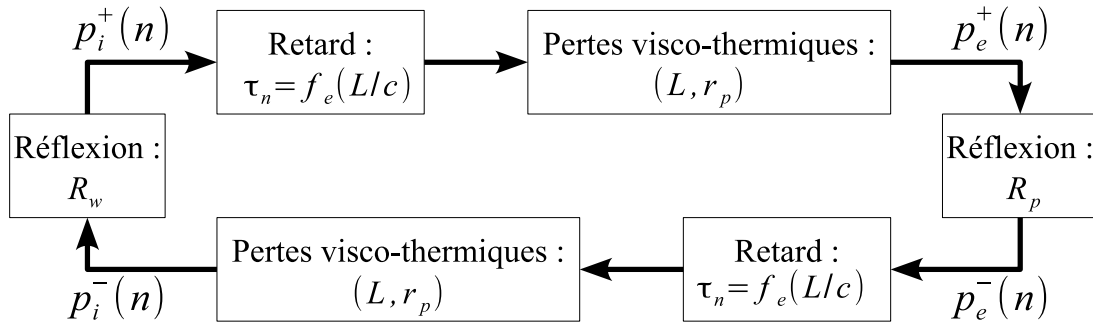 p_i^+(n)
Retard :
τ_n=f_e(L/c)
Pertes visco-thermiques :
(L,r_p)
p_e^+(n)
Réflexion :
R_w
Réflexion :
R_p
p_i^-(n)
Pertes visco-thermiques :
(L,r_p)
Retard :
τ_n=f_e(L/c)
p_e^-(n)